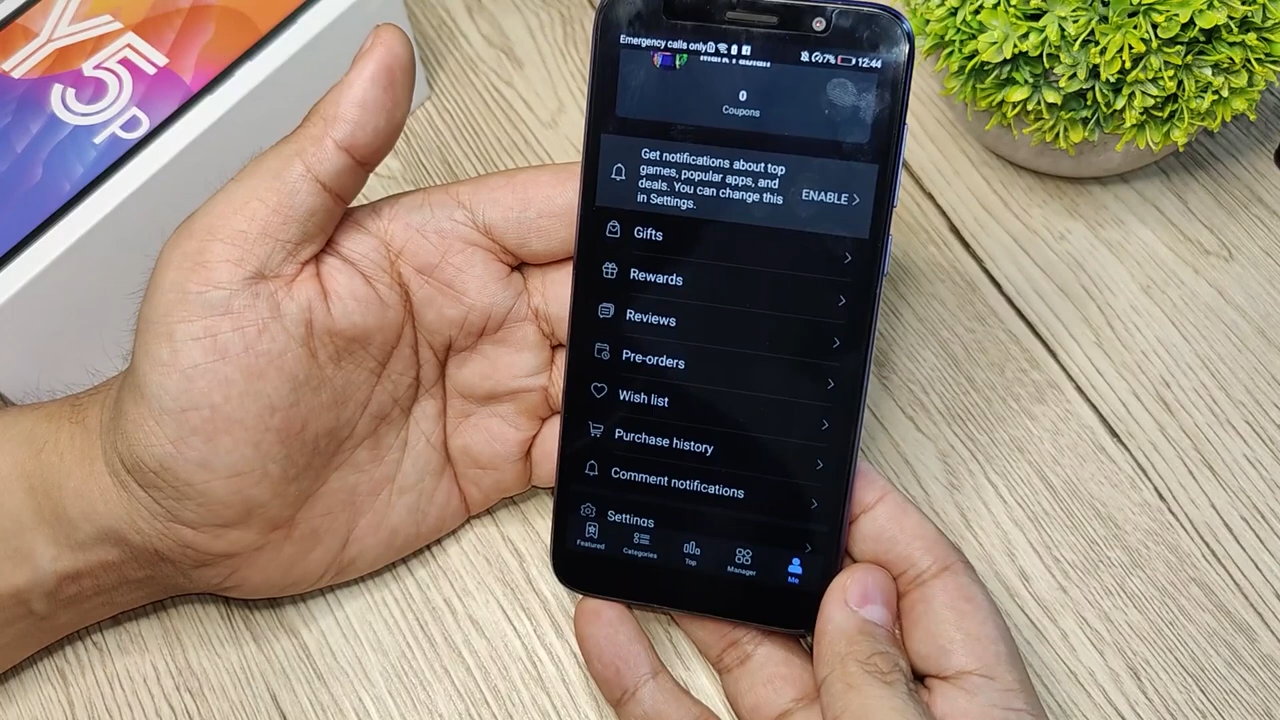 Y5p
Emergency calls only
7% 12:44
0
Coupons
Get notifications about top
games, popular apps, and
deals. You can change this
in Settings.
ENABLE
Gifts
Rewards
Reviews
Pre-orders
Wish list
Purchase history
Comment notifications
Settings
Featured
Categories
Top
Manager
Me